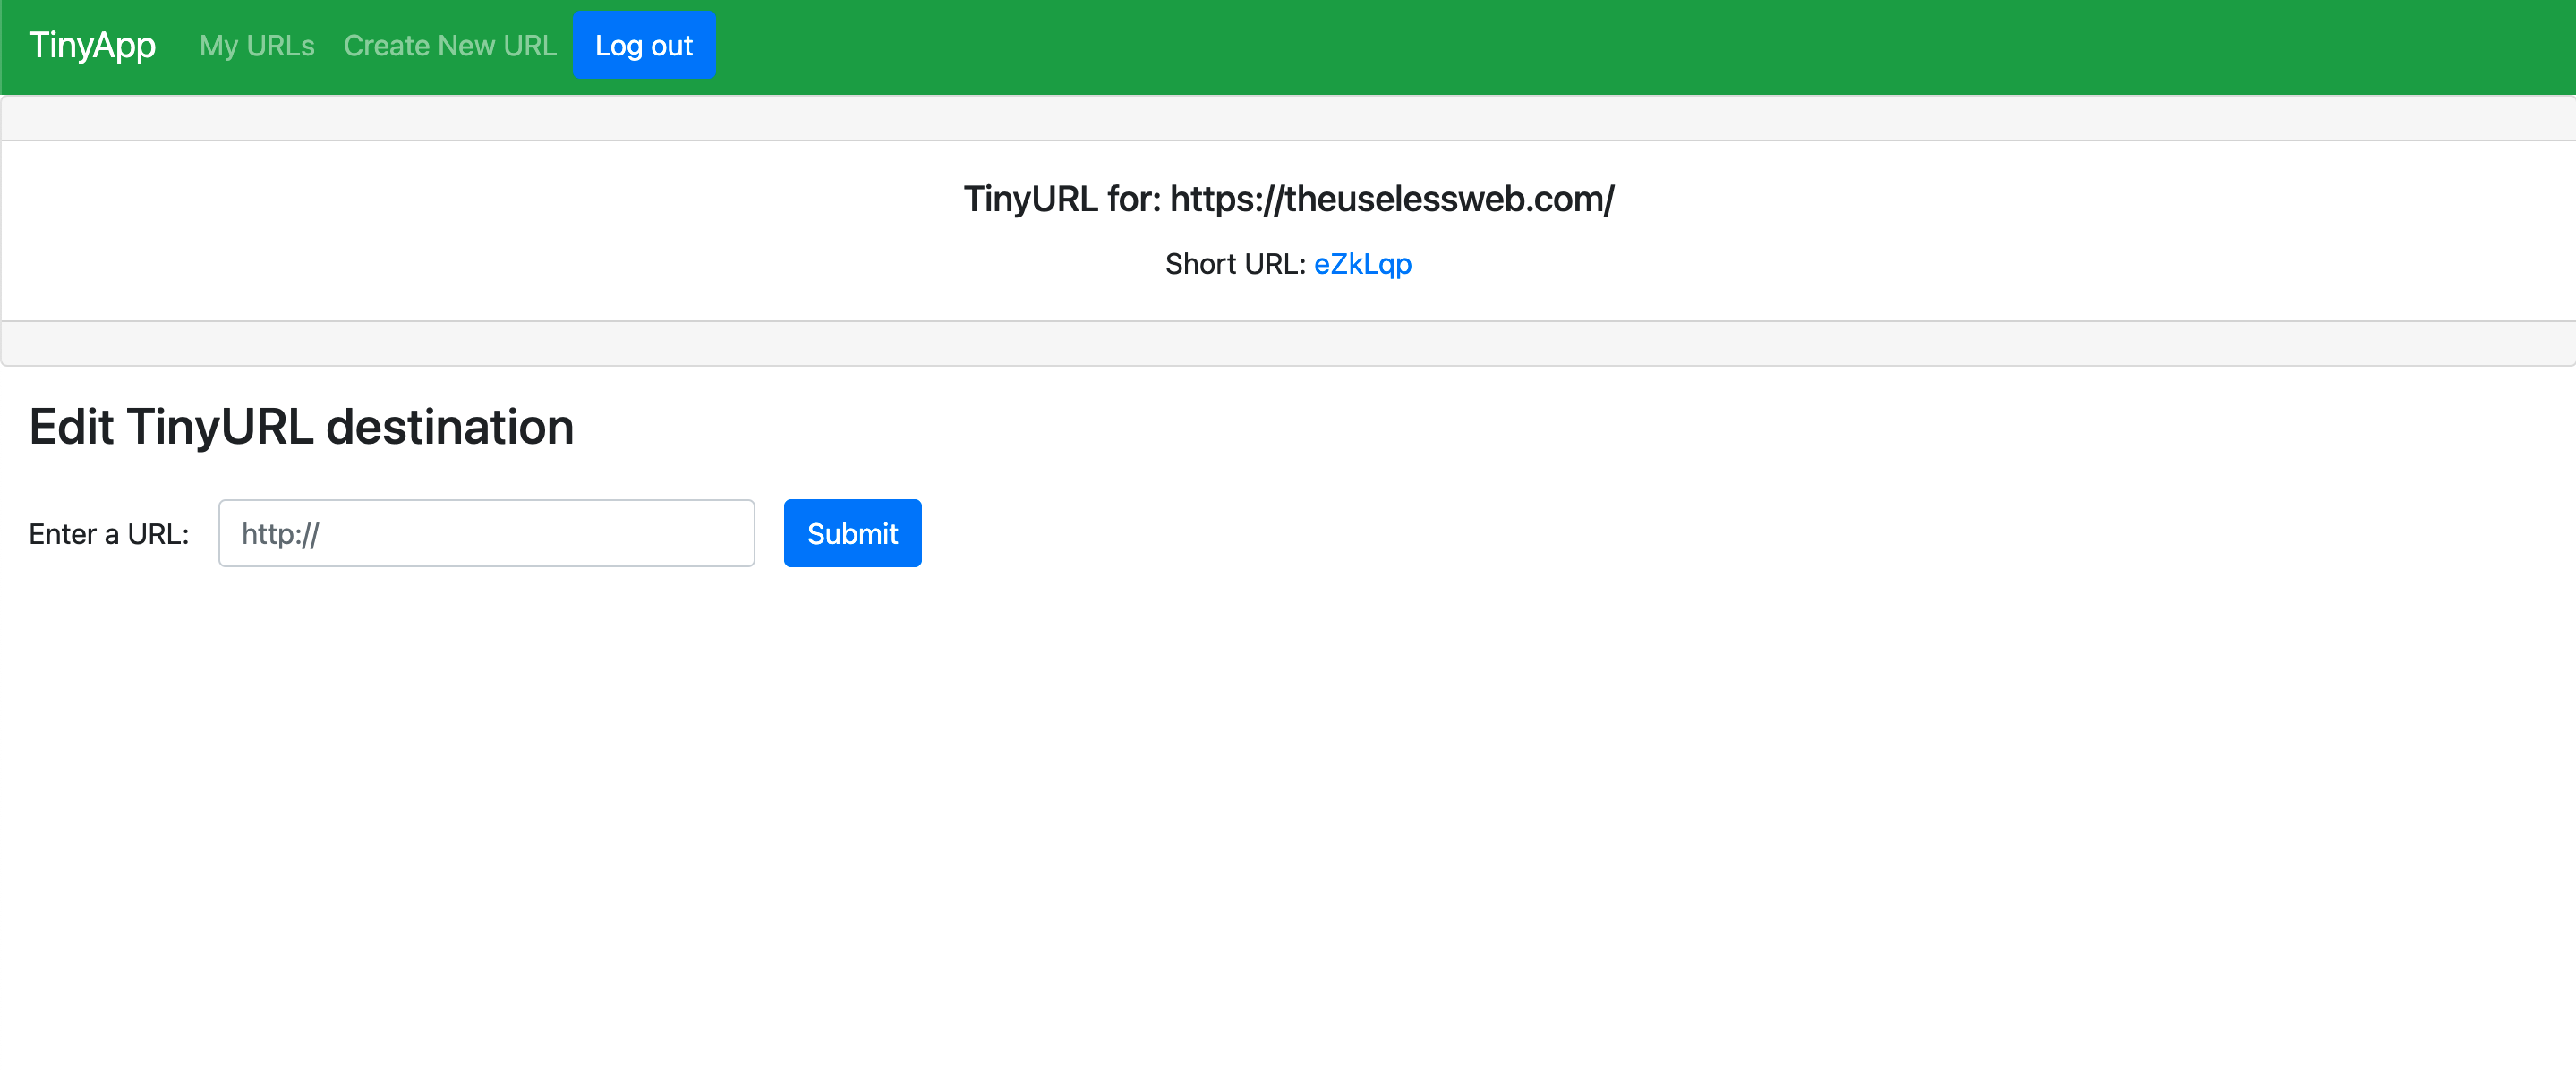 TinyApp My URLs Create New URL Log out
TinyURL for: https://theuselessweb.com/
Short URL: eZkLqp
Edit TinyURL destination
Enter a URL: http:// Submit